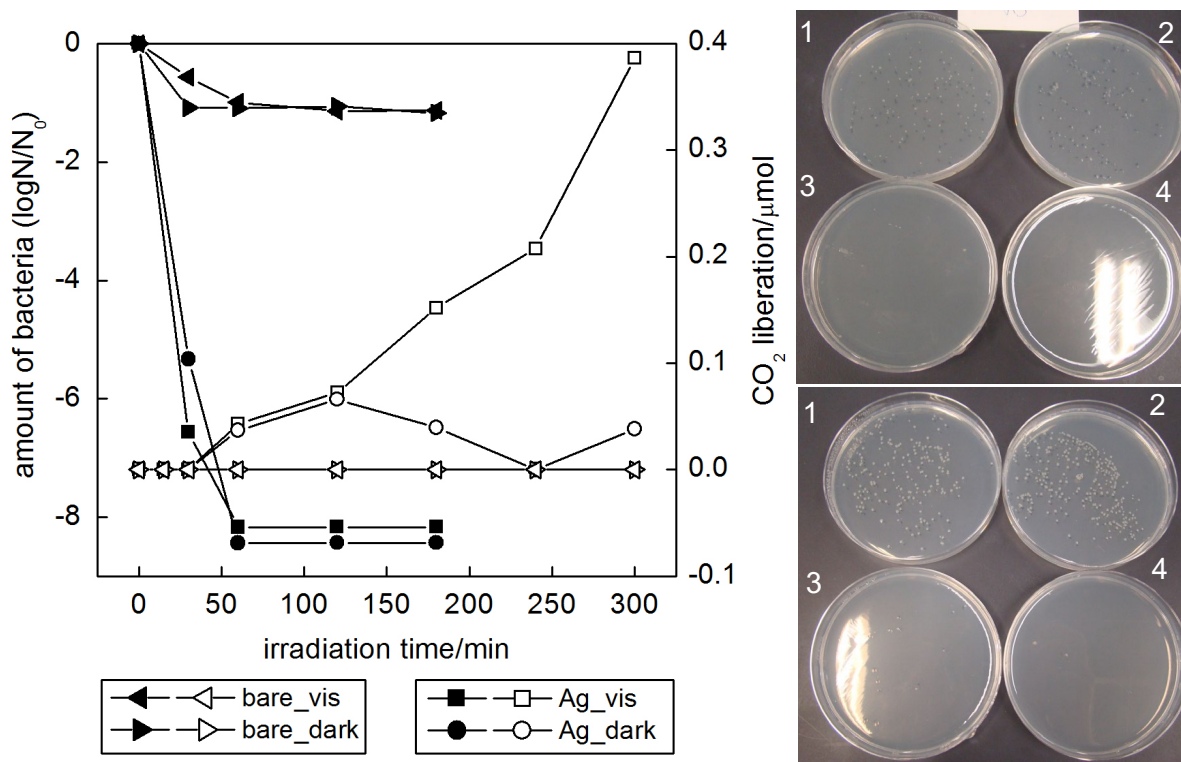 0
-2
-4
-6
-8
amount of bacteria (logN/N0)
0.4
0.3
0.2
0.1
0.0
-0.1
CO2 liberation/μmol
0 50 100 150 200 250 300
irradiation time/min
bare_vis
bare_dark
Ag_vis
Ag_dark
1 2
3 4
1 2
3 4